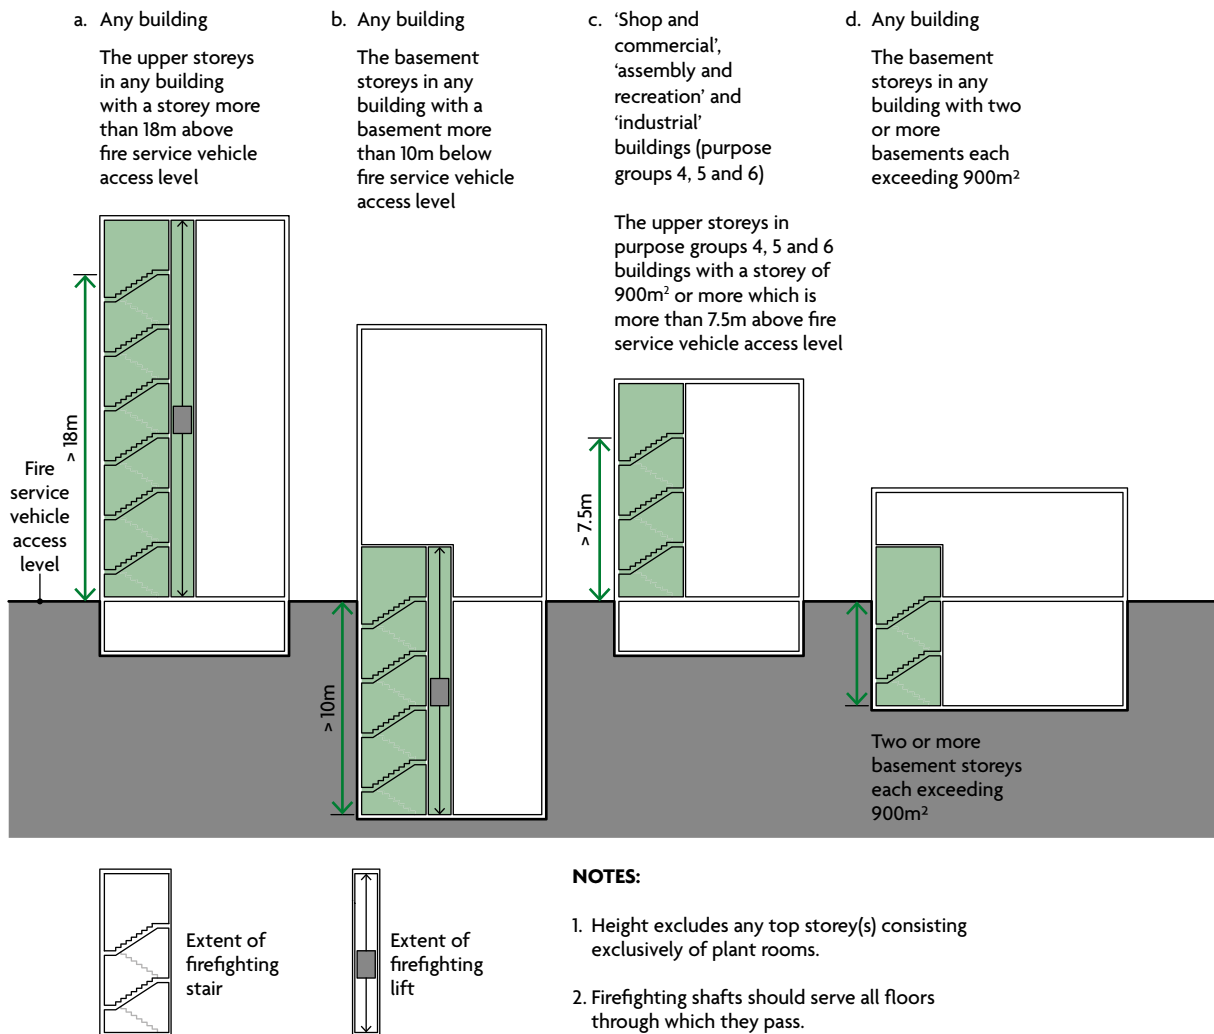 a. Any building
The upper storeys
in any building
with a storey more
than 18m above
fire service vehicle
access level
b. Any building
The basement
storeys in any
building with a
basement more
than 10m below
fire service vehicle
access level
c. ‘Shop and
commercial’,
‘assembly and
recreation’ and
‘industrial’
buildings (purpose
groups 4, 5 and 6)
The upper storeys in
purpose groups 4, 5 and 6
buildings with a storey of
900m² or more which is
more than 7.5m above fire
service vehicle access level
d. Any building
The basement
storeys in any
building with two
or more
basements each
exceeding 900m²
> 18m
Fire
service
vehicle
access
level
> 10m
> 7.5m
Two or more
basement storeys
each exceeding
900m²
Extent of
firefighting
stair
Extent of
firefighting
lift
NOTES:
1. Height excludes any top storey(s) consisting
exclusively of plant rooms.
2. Firefighting shafts should serve all floors
through which they pass.